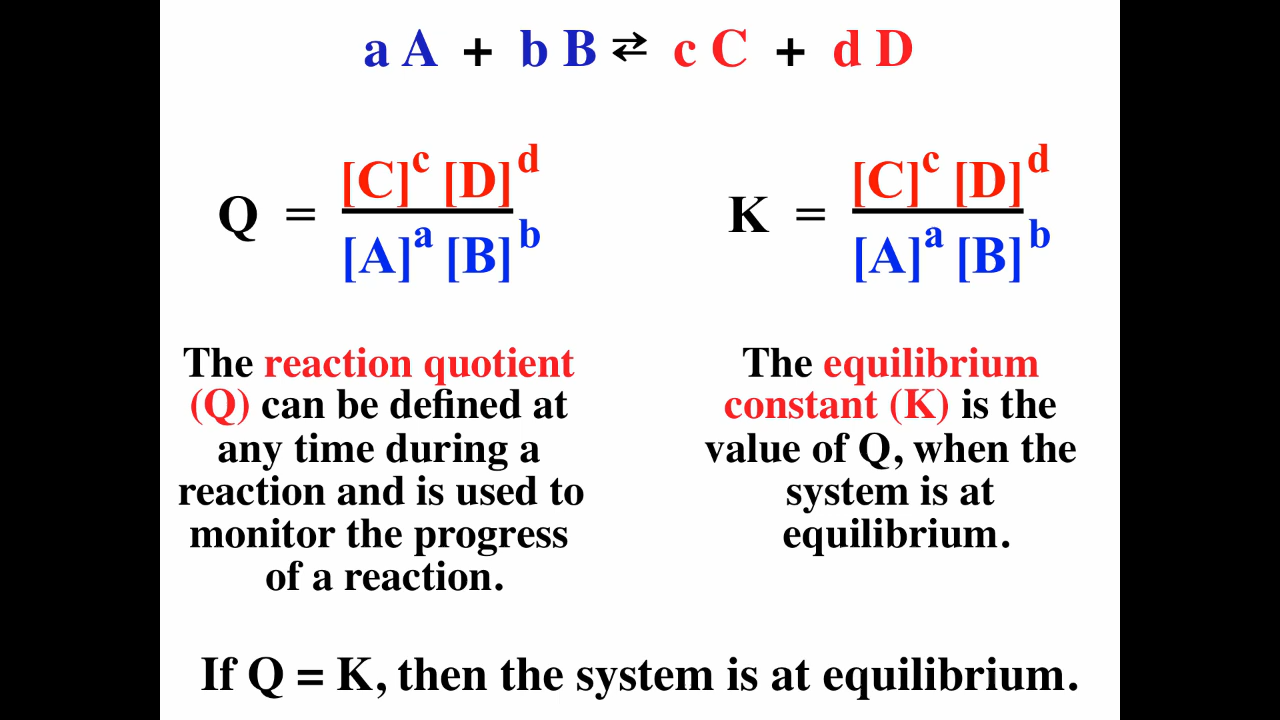 a A + b B ⇄ c C + d D
Q = [C]^c [D]^d / [A]^a [B]^b
K = [C]^c [D]^d / [A]^a [B]^b
The reaction quotient
(Q) can be defined at
any time during a
reaction and is used to
monitor the progress
of a reaction.
The equilibrium
constant (K) is the
value of Q, when the
system is at
equilibrium.
If Q = K, then the system is at equilibrium.